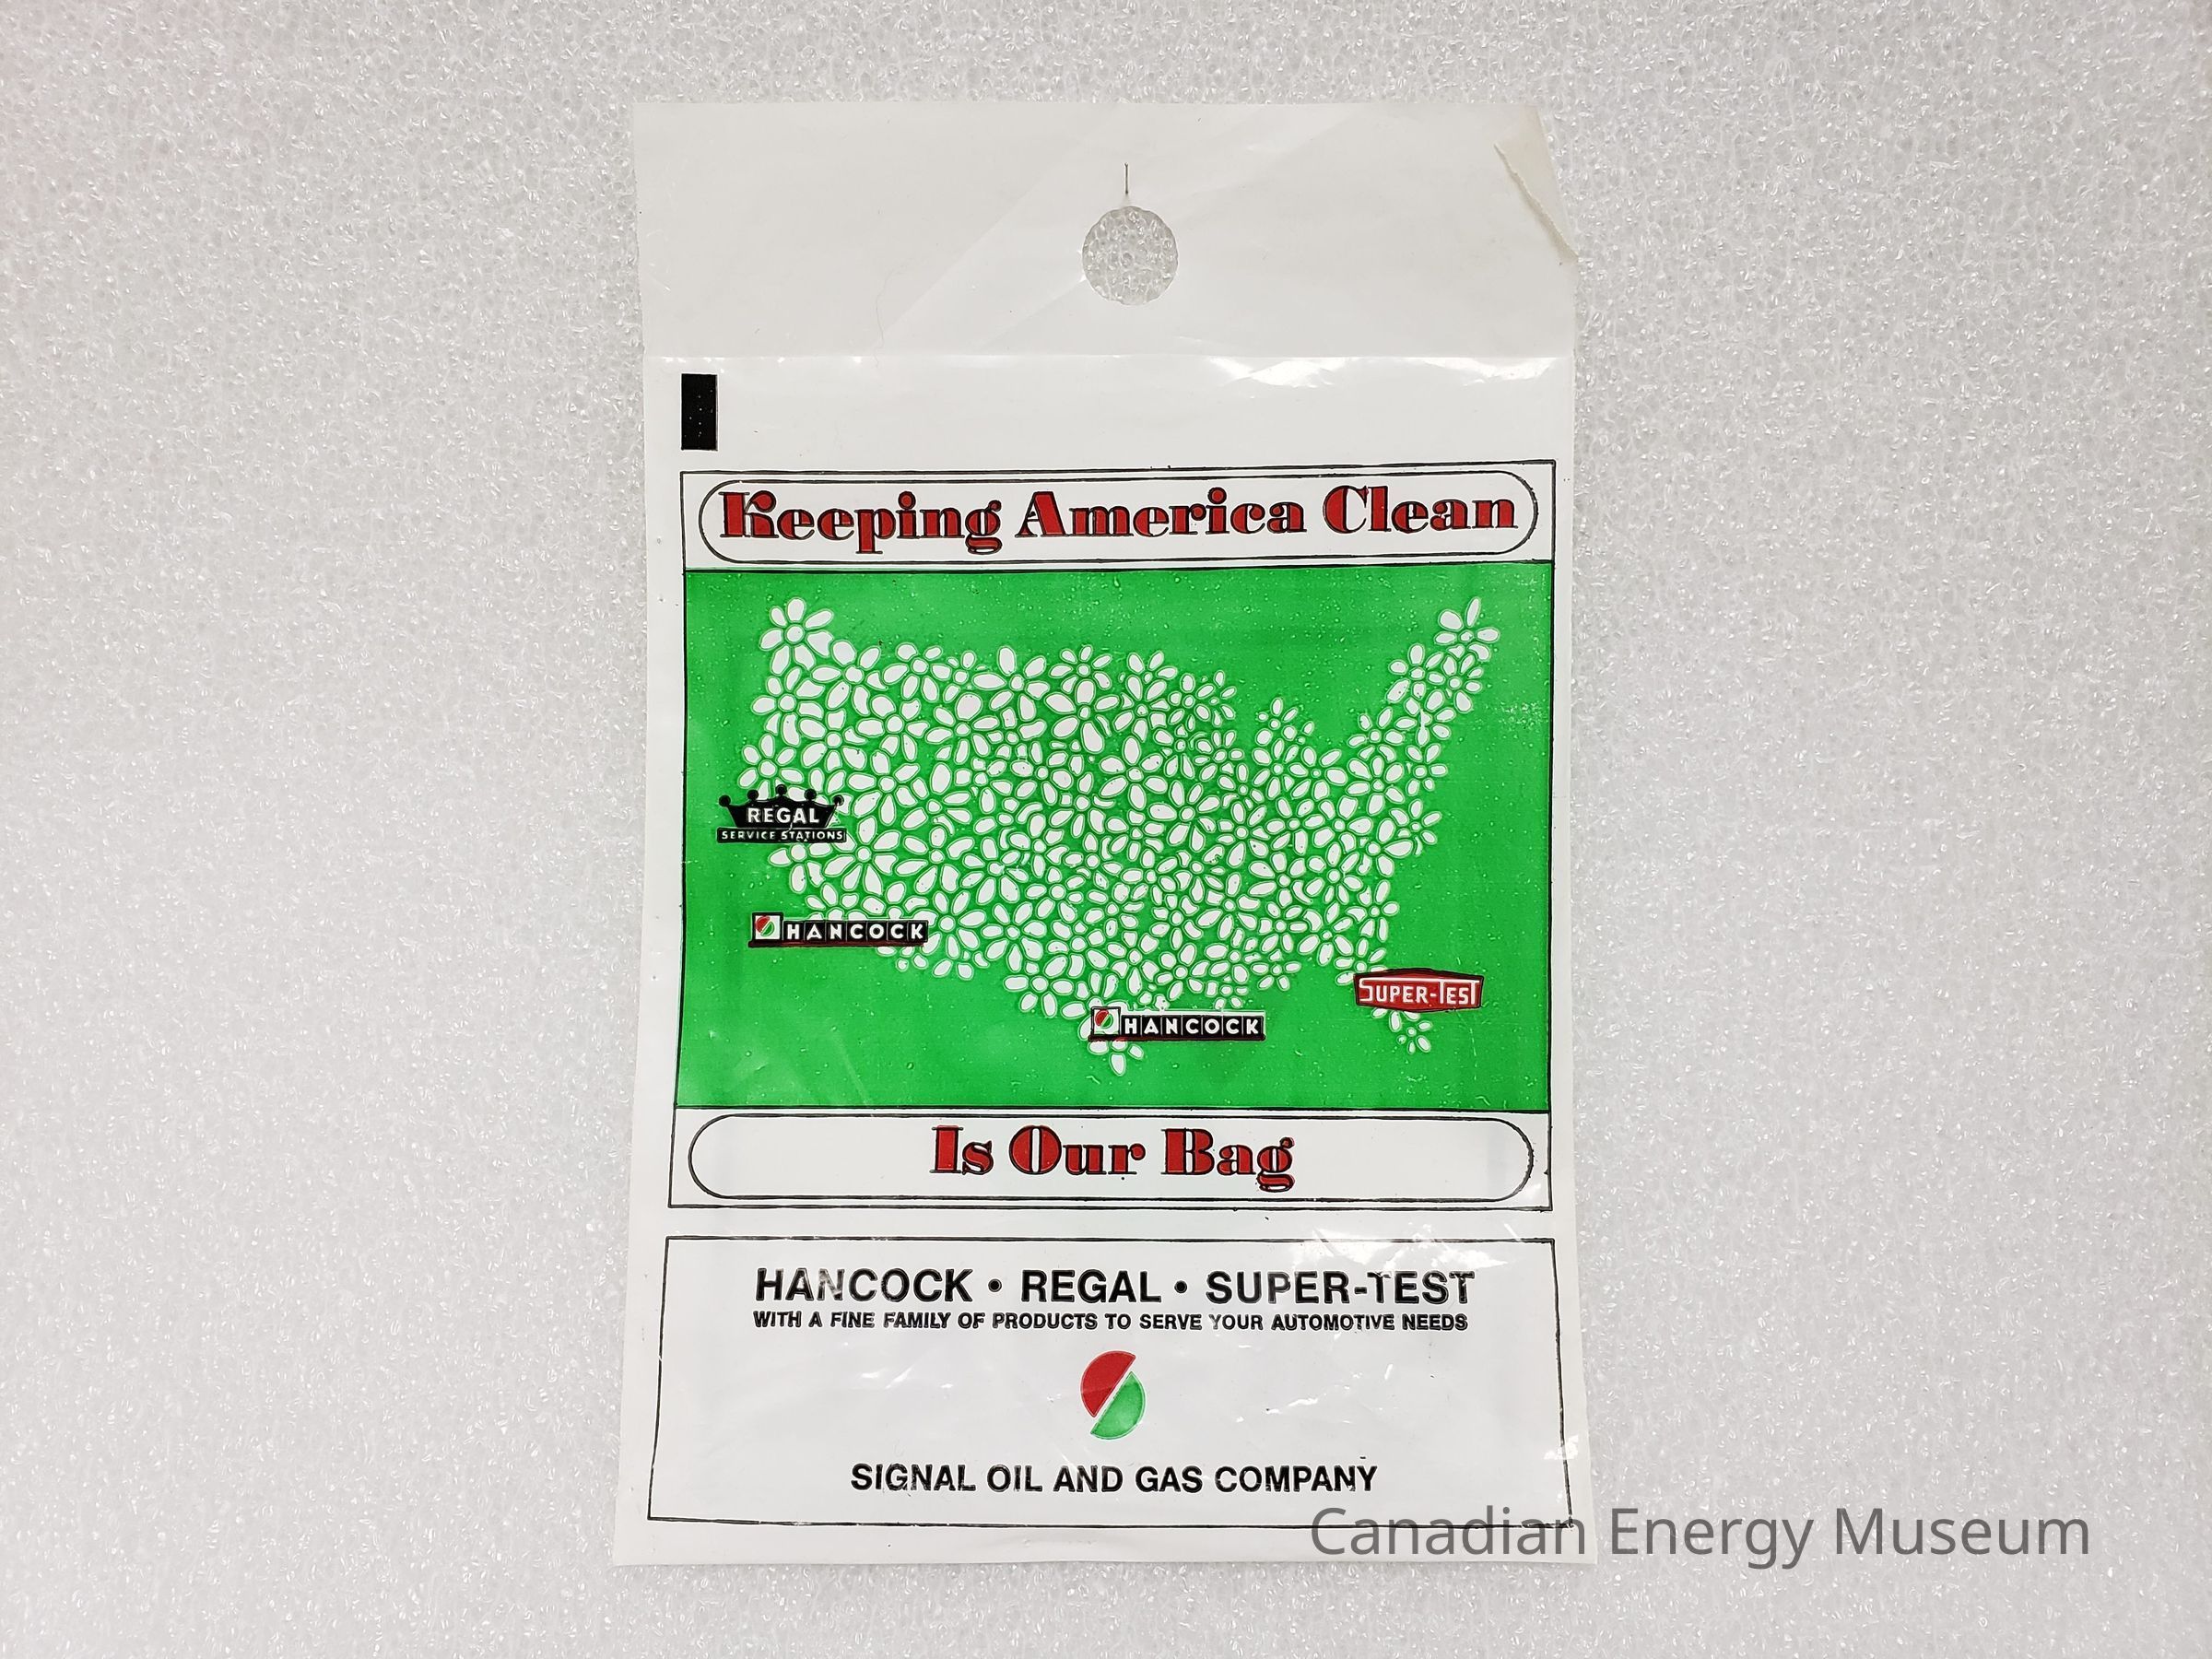 Keeping America Clean
REGAL
SERVICE STATIONS
HANCOCK
SUPER-TEST
HANCOCK
Is Our Bag
HANCOCK • REGAL • SUPER-TEST
WITH A FINE FAMILY OF PRODUCTS TO SERVE YOUR AUTOMOTIVE NEEDS
SIGNAL OIL AND GAS COMPANY
Canadian Energy Museum